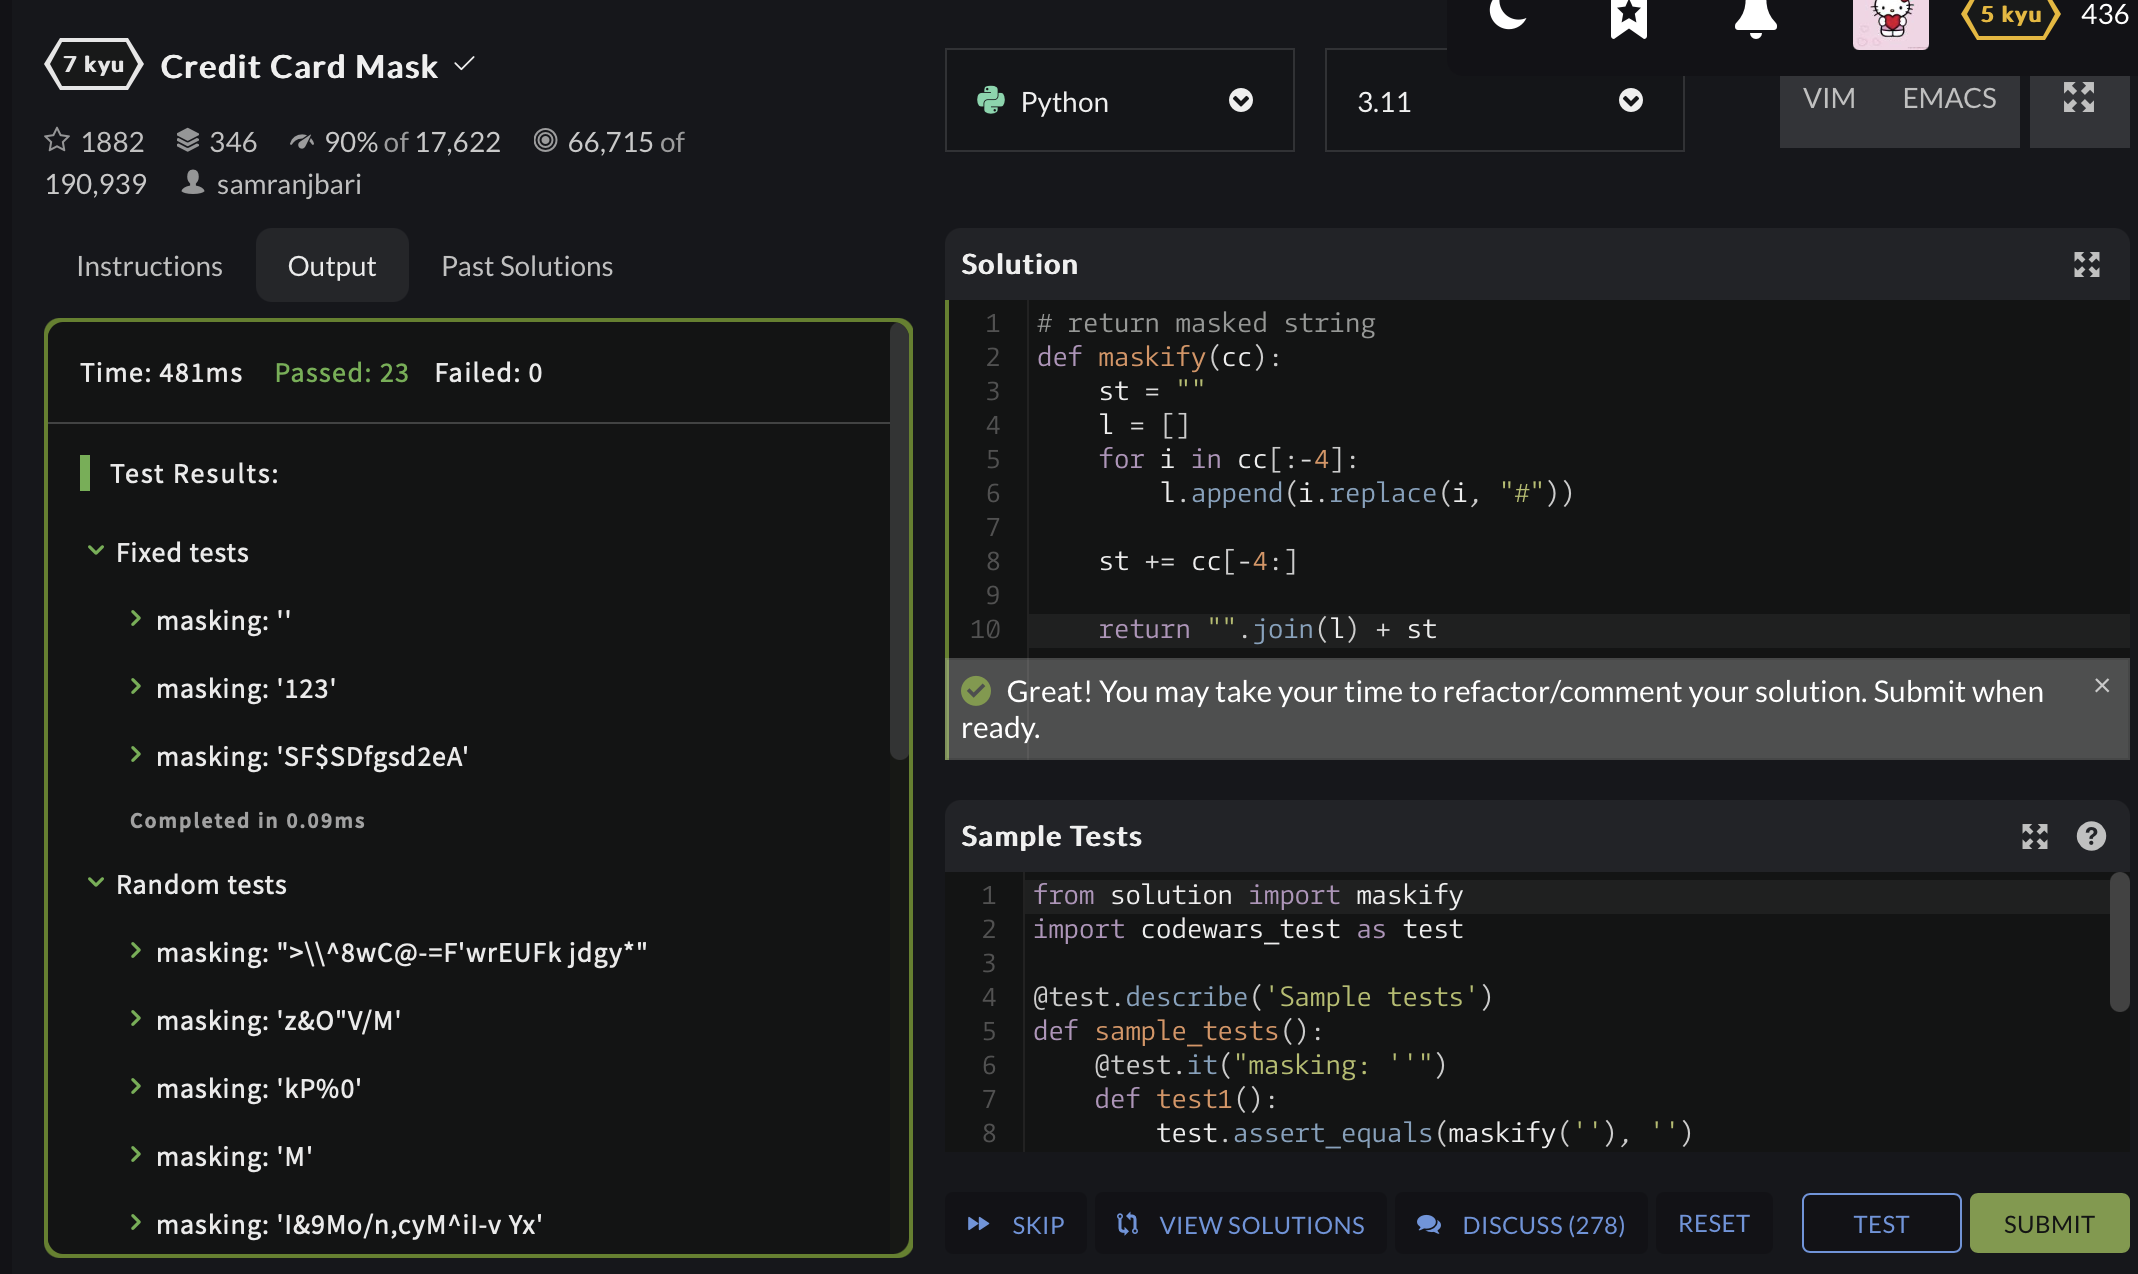 7 kyu Credit Card Mask
1882 346 90% of 17,622 66,715 of
190,939 samranjbari
Instructions Output Past Solutions
Time: 481ms Passed: 23 Failed: 0
Test Results:
Fixed tests
masking: ''
masking: '123'
masking: 'SF$SDfgsd2eA'
Completed in 0.09ms
Random tests
masking: ">\\^8wC@-=F'wrEUFk jdgy*"
masking: 'z&O"V/M'
masking: 'kP%0'
masking: 'M'
masking: 'I&9Mo/n,cyM^iI-v Yx'
5 kyu 436
Python 3.11 VIM EMACS
Solution
1 # return masked string
2 def maskify(cc):
3     st = ""
4     l = []
5     for i in cc[:-4]:
6         l.append(i.replace(i, "#"))
7
8     st += cc[-4:]
9
10     return "".join(l) + st
Great! You may take your time to refactor/comment your solution. Submit when
ready.
Sample Tests
1 from solution import maskify
2 import codewars_test as test
3
4 @test.describe('Sample tests')
5 def sample_tests():
6     @test.it("masking: ''")
7     def test1():
8         test.assert_equals(maskify(''), '')
SKIP VIEW SOLUTIONS DISCUSS (278) RESET TEST SUBMIT